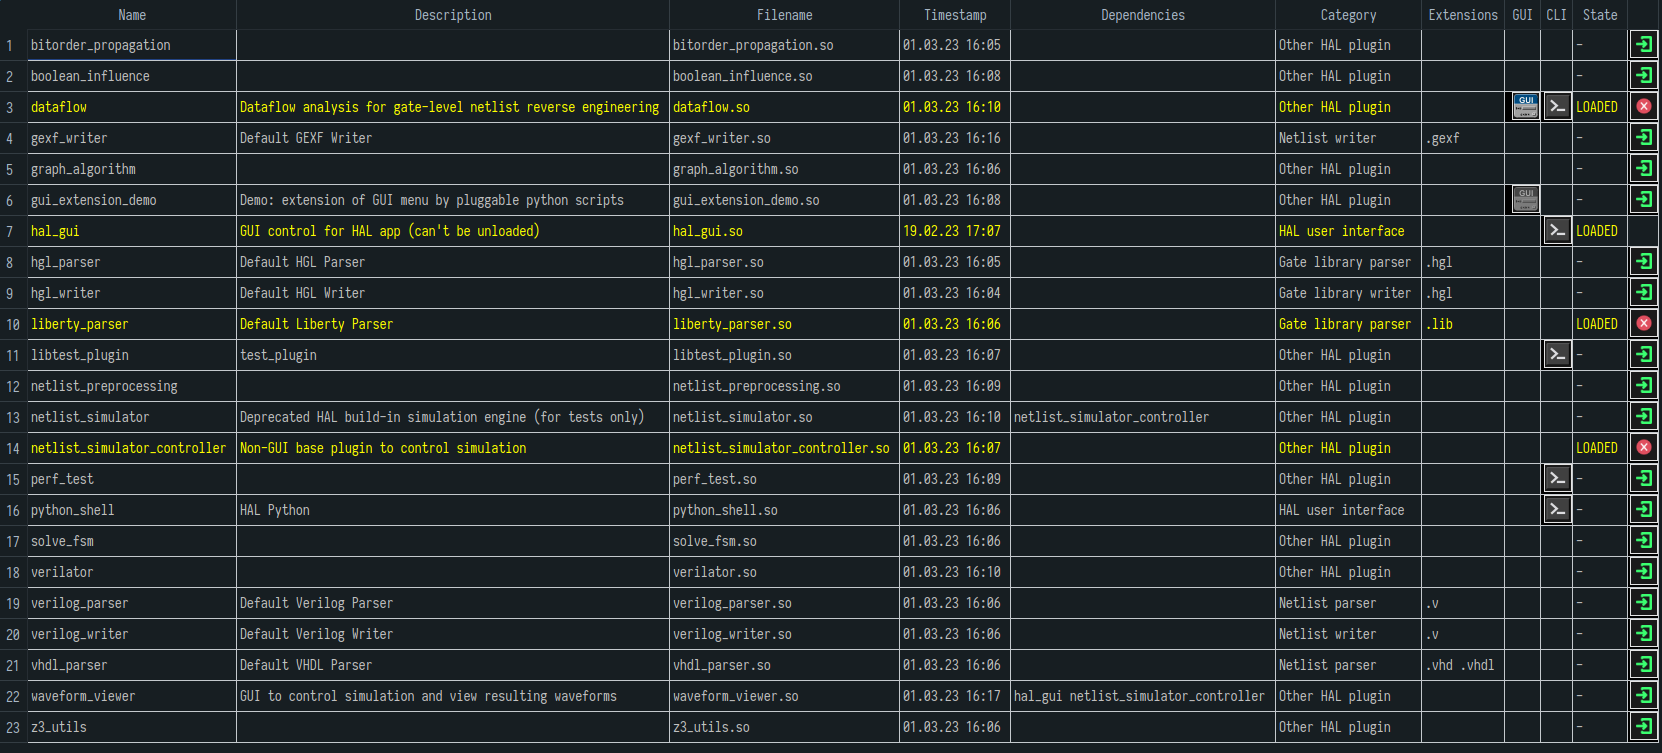 Name Description Filename Timestamp Dependencies Category Extensions GUI CLI State
1 bitorder_propagation bitorder_propagation.so 01.03.23 16:05 Other HAL plugin -
2 boolean_influence boolean_influence.so 01.03.23 16:08 Other HAL plugin -
3 dataflow Dataflow analysis for gate-level netlist reverse engineering dataflow.so 01.03.23 16:10 Other HAL plugin GUI >_ LOADED
4 gexf_writer Default GEXF Writer gexf_writer.so 01.03.23 16:16 Netlist writer .gexf -
5 graph_algorithm graph_algorithm.so 01.03.23 16:06 Other HAL plugin -
6 gui_extension_demo Demo: extension of GUI menu by pluggable python scripts gui_extension_demo.so 01.03.23 16:08 Other HAL plugin GUI -
7 hal_gui GUI control for HAL app (can't be unloaded) hal_gui.so 19.02.23 17:07 HAL user interface >_ LOADED
8 hgl_parser Default HGL Parser hgl_parser.so 01.03.23 16:05 Gate library parser .hgl -
9 hgl_writer Default HGL Writer hgl_writer.so 01.03.23 16:04 Gate library writer .hgl -
10 liberty_parser Default Liberty Parser liberty_parser.so 01.03.23 16:06 Gate library parser .lib LOADED
11 libtest_plugin test_plugin libtest_plugin.so 01.03.23 16:07 Other HAL plugin >_ -
12 netlist_preprocessing netlist_preprocessing.so 01.03.23 16:09 Other HAL plugin -
13 netlist_simulator Deprecated HAL build-in simulation engine (for tests only) netlist_simulator.so 01.03.23 16:10 netlist_simulator_controller Other HAL plugin -
14 netlist_simulator_controller Non-GUI base plugin to control simulation netlist_simulator_controller.so 01.03.23 16:07 Other HAL plugin LOADED
15 perf_test perf_test.so 01.03.23 16:09 Other HAL plugin >_ -
16 python_shell HAL Python python_shell.so 01.03.23 16:06 HAL user interface >_ -
17 solve_fsm solve_fsm.so 01.03.23 16:06 Other HAL plugin -
18 verilator verilator.so 01.03.23 16:10 Other HAL plugin -
19 verilog_parser Default Verilog Parser verilog_parser.so 01.03.23 16:06 Netlist parser .v -
20 verilog_writer Default Verilog Writer verilog_writer.so 01.03.23 16:06 Netlist writer .v -
21 vhdl_parser Default VHDL Parser vhdl_parser.so 01.03.23 16:06 Netlist parser .vhd .vhdl -
22 waveform_viewer GUI to control simulation and view resulting waveforms waveform_viewer.so 01.03.23 16:17 hal_gui netlist_simulator_controller Other HAL plugin -
23 z3_utils z3_utils.so 01.03.23 16:06 Other HAL plugin -